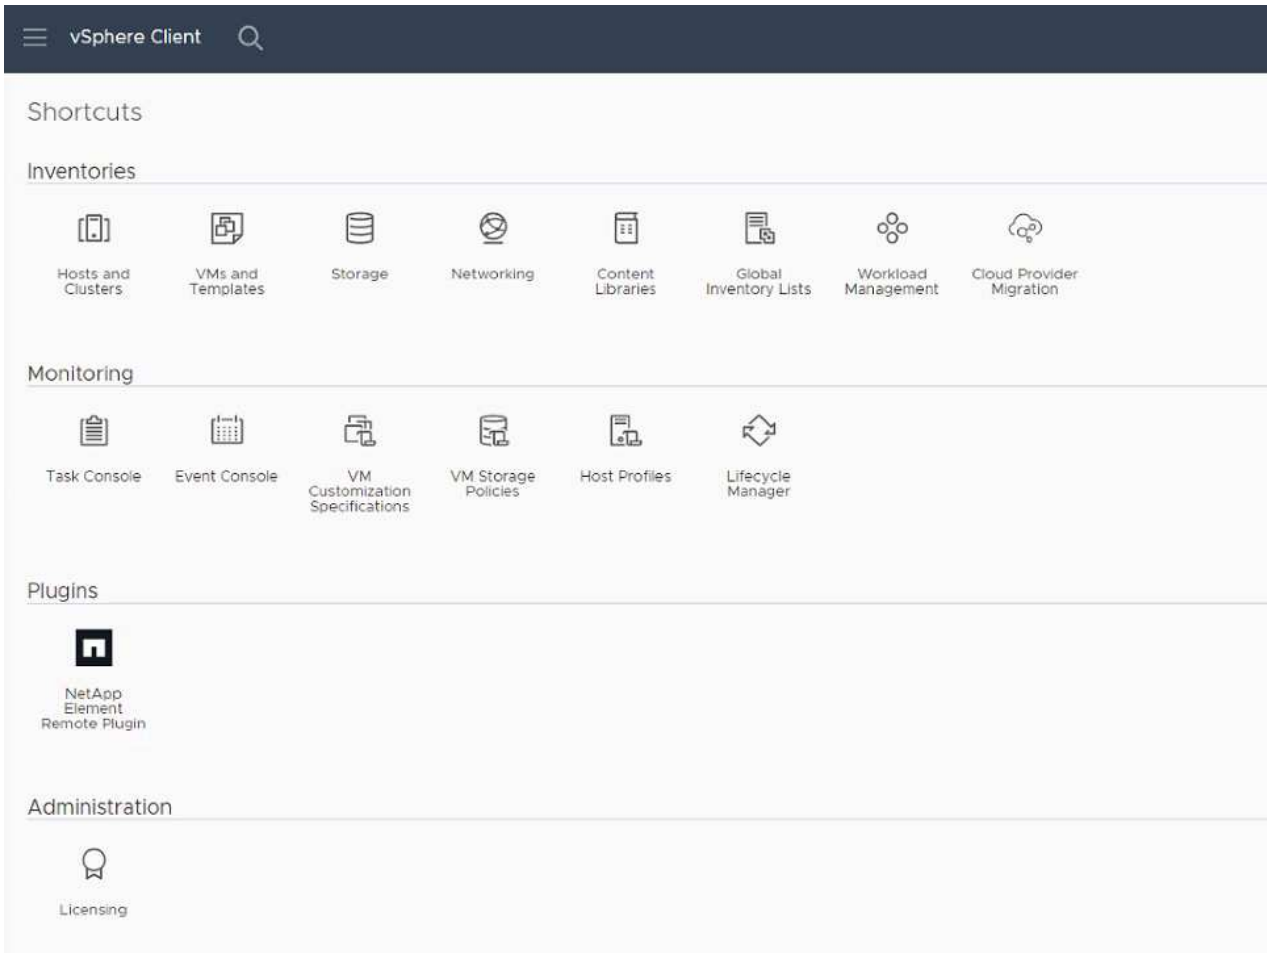 vSphere Client
Shortcuts
Inventories
Hosts and
Clusters
VMs and
Templates
Storage
Networking
Content
Libraries
Global
Inventory Lists
Workload
Management
Cloud Provider
Migration
Monitoring
Task Console
Event Console
VM
Customization
Specifications
VM Storage
Policies
Host Profiles
Lifecycle
Manager
Plugins
NetApp
Element
Remote Plugin
Administration
Licensing